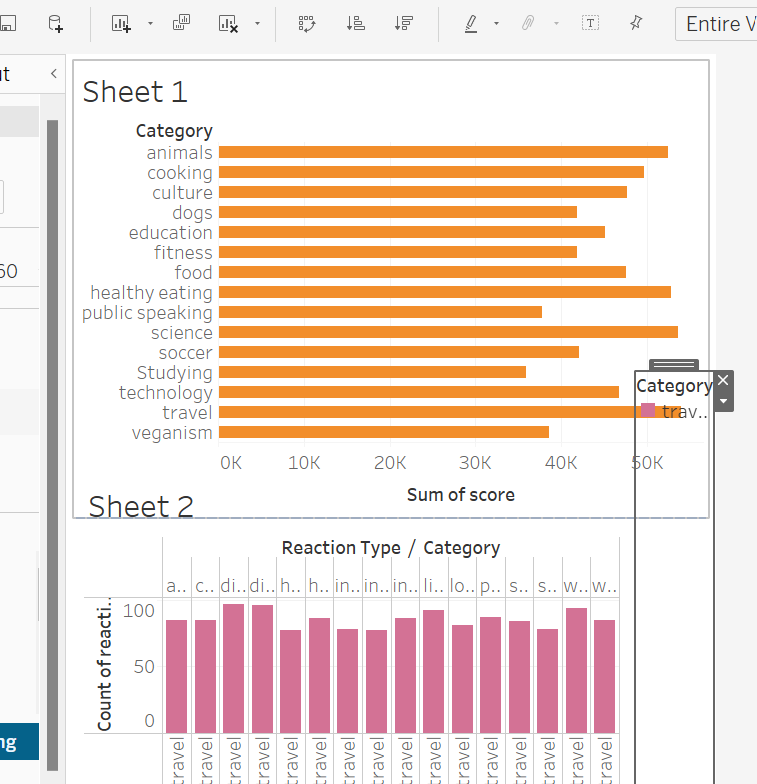 Entire V
ut
Sheet 1
Category
animals
cooking
culture
dogs
education
fitness
food
healthy eating
public speaking
science
soccer
Studying
technology
travel
veganism
0K 10K 20K 30K 40K 50K
Sum of score
Category
trav..
60
Sheet 2
Reaction Type / Category
a.. c.. di.. di.. h.. h.. in.. in.. in.. li.. lo.. p.. s.. s.. w.. w..
Count of reacti..
100
50
0
travel travel travel travel travel travel travel travel travel travel travel travel travel travel travel travel
ng